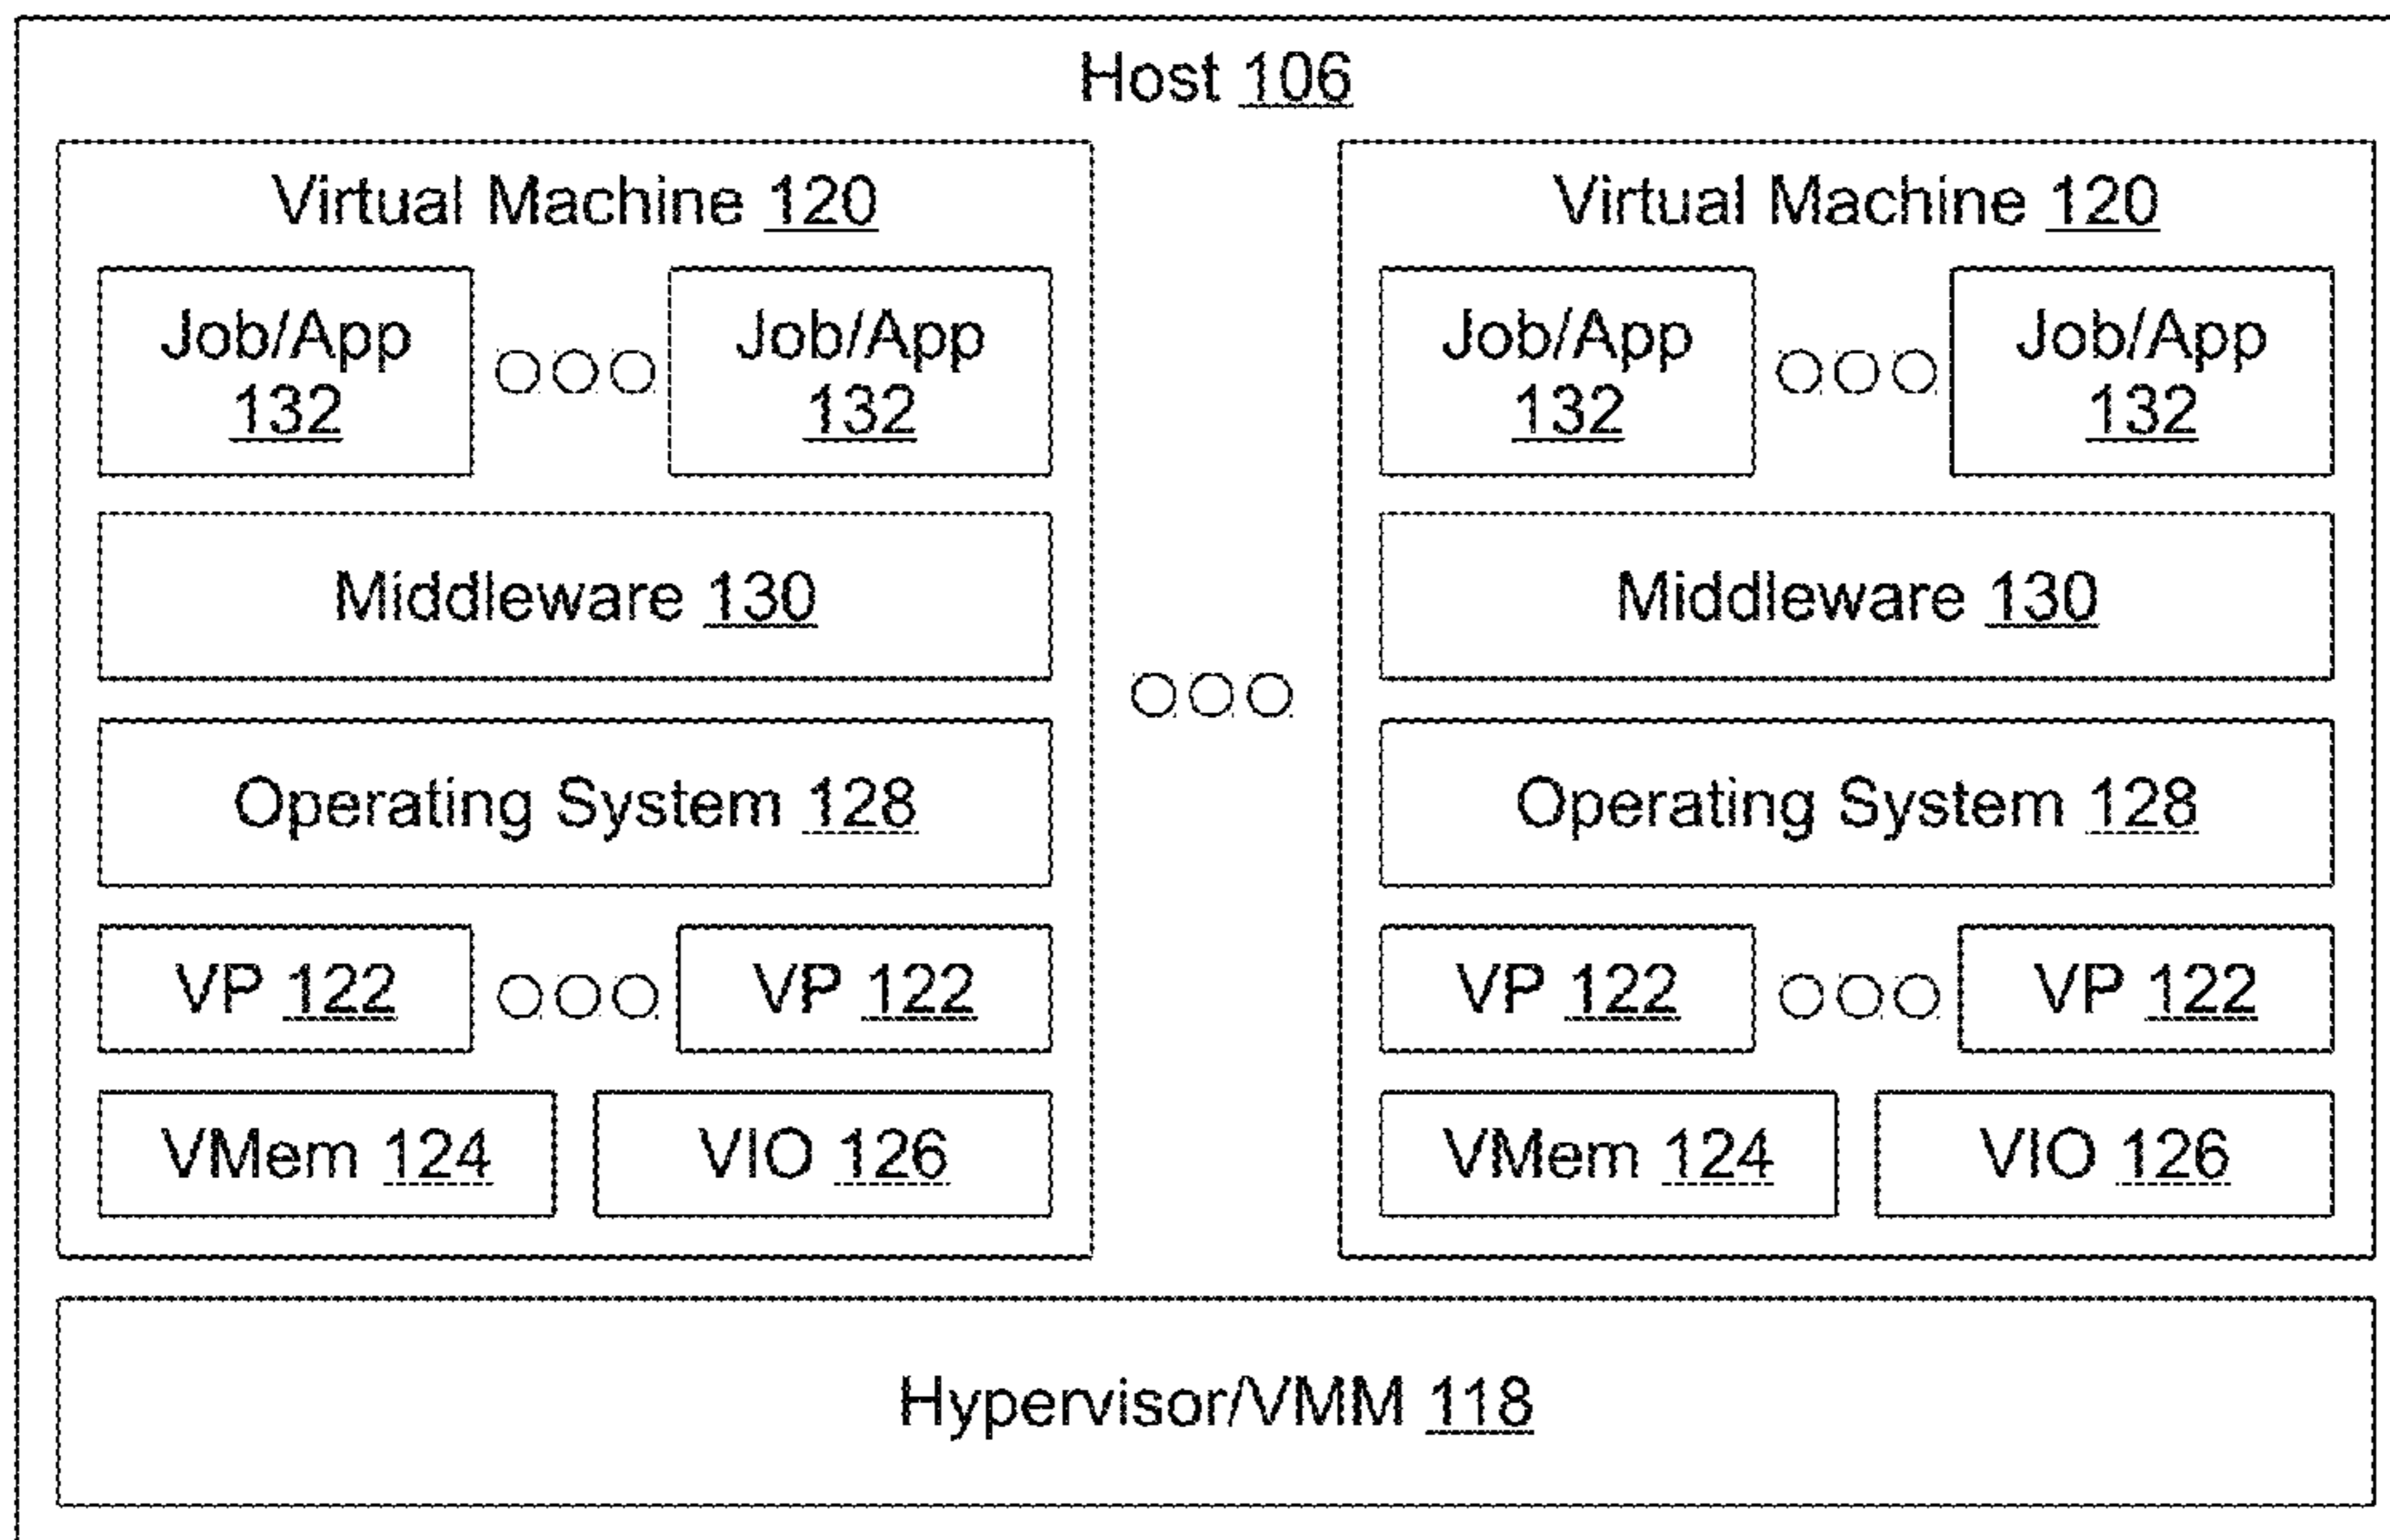 Host 106
Virtual Machine 120
Job/App
132
Job/App
132
Middleware 130
Operating System 128
VP 122
VP 122
VMem 124
VIO 126
Virtual Machine 120
Job/App
132
Job/App
132
Middleware 130
Operating System 128
VP 122
VP 122
VMem 124
VIO 126
Hypervisor/VMM 118